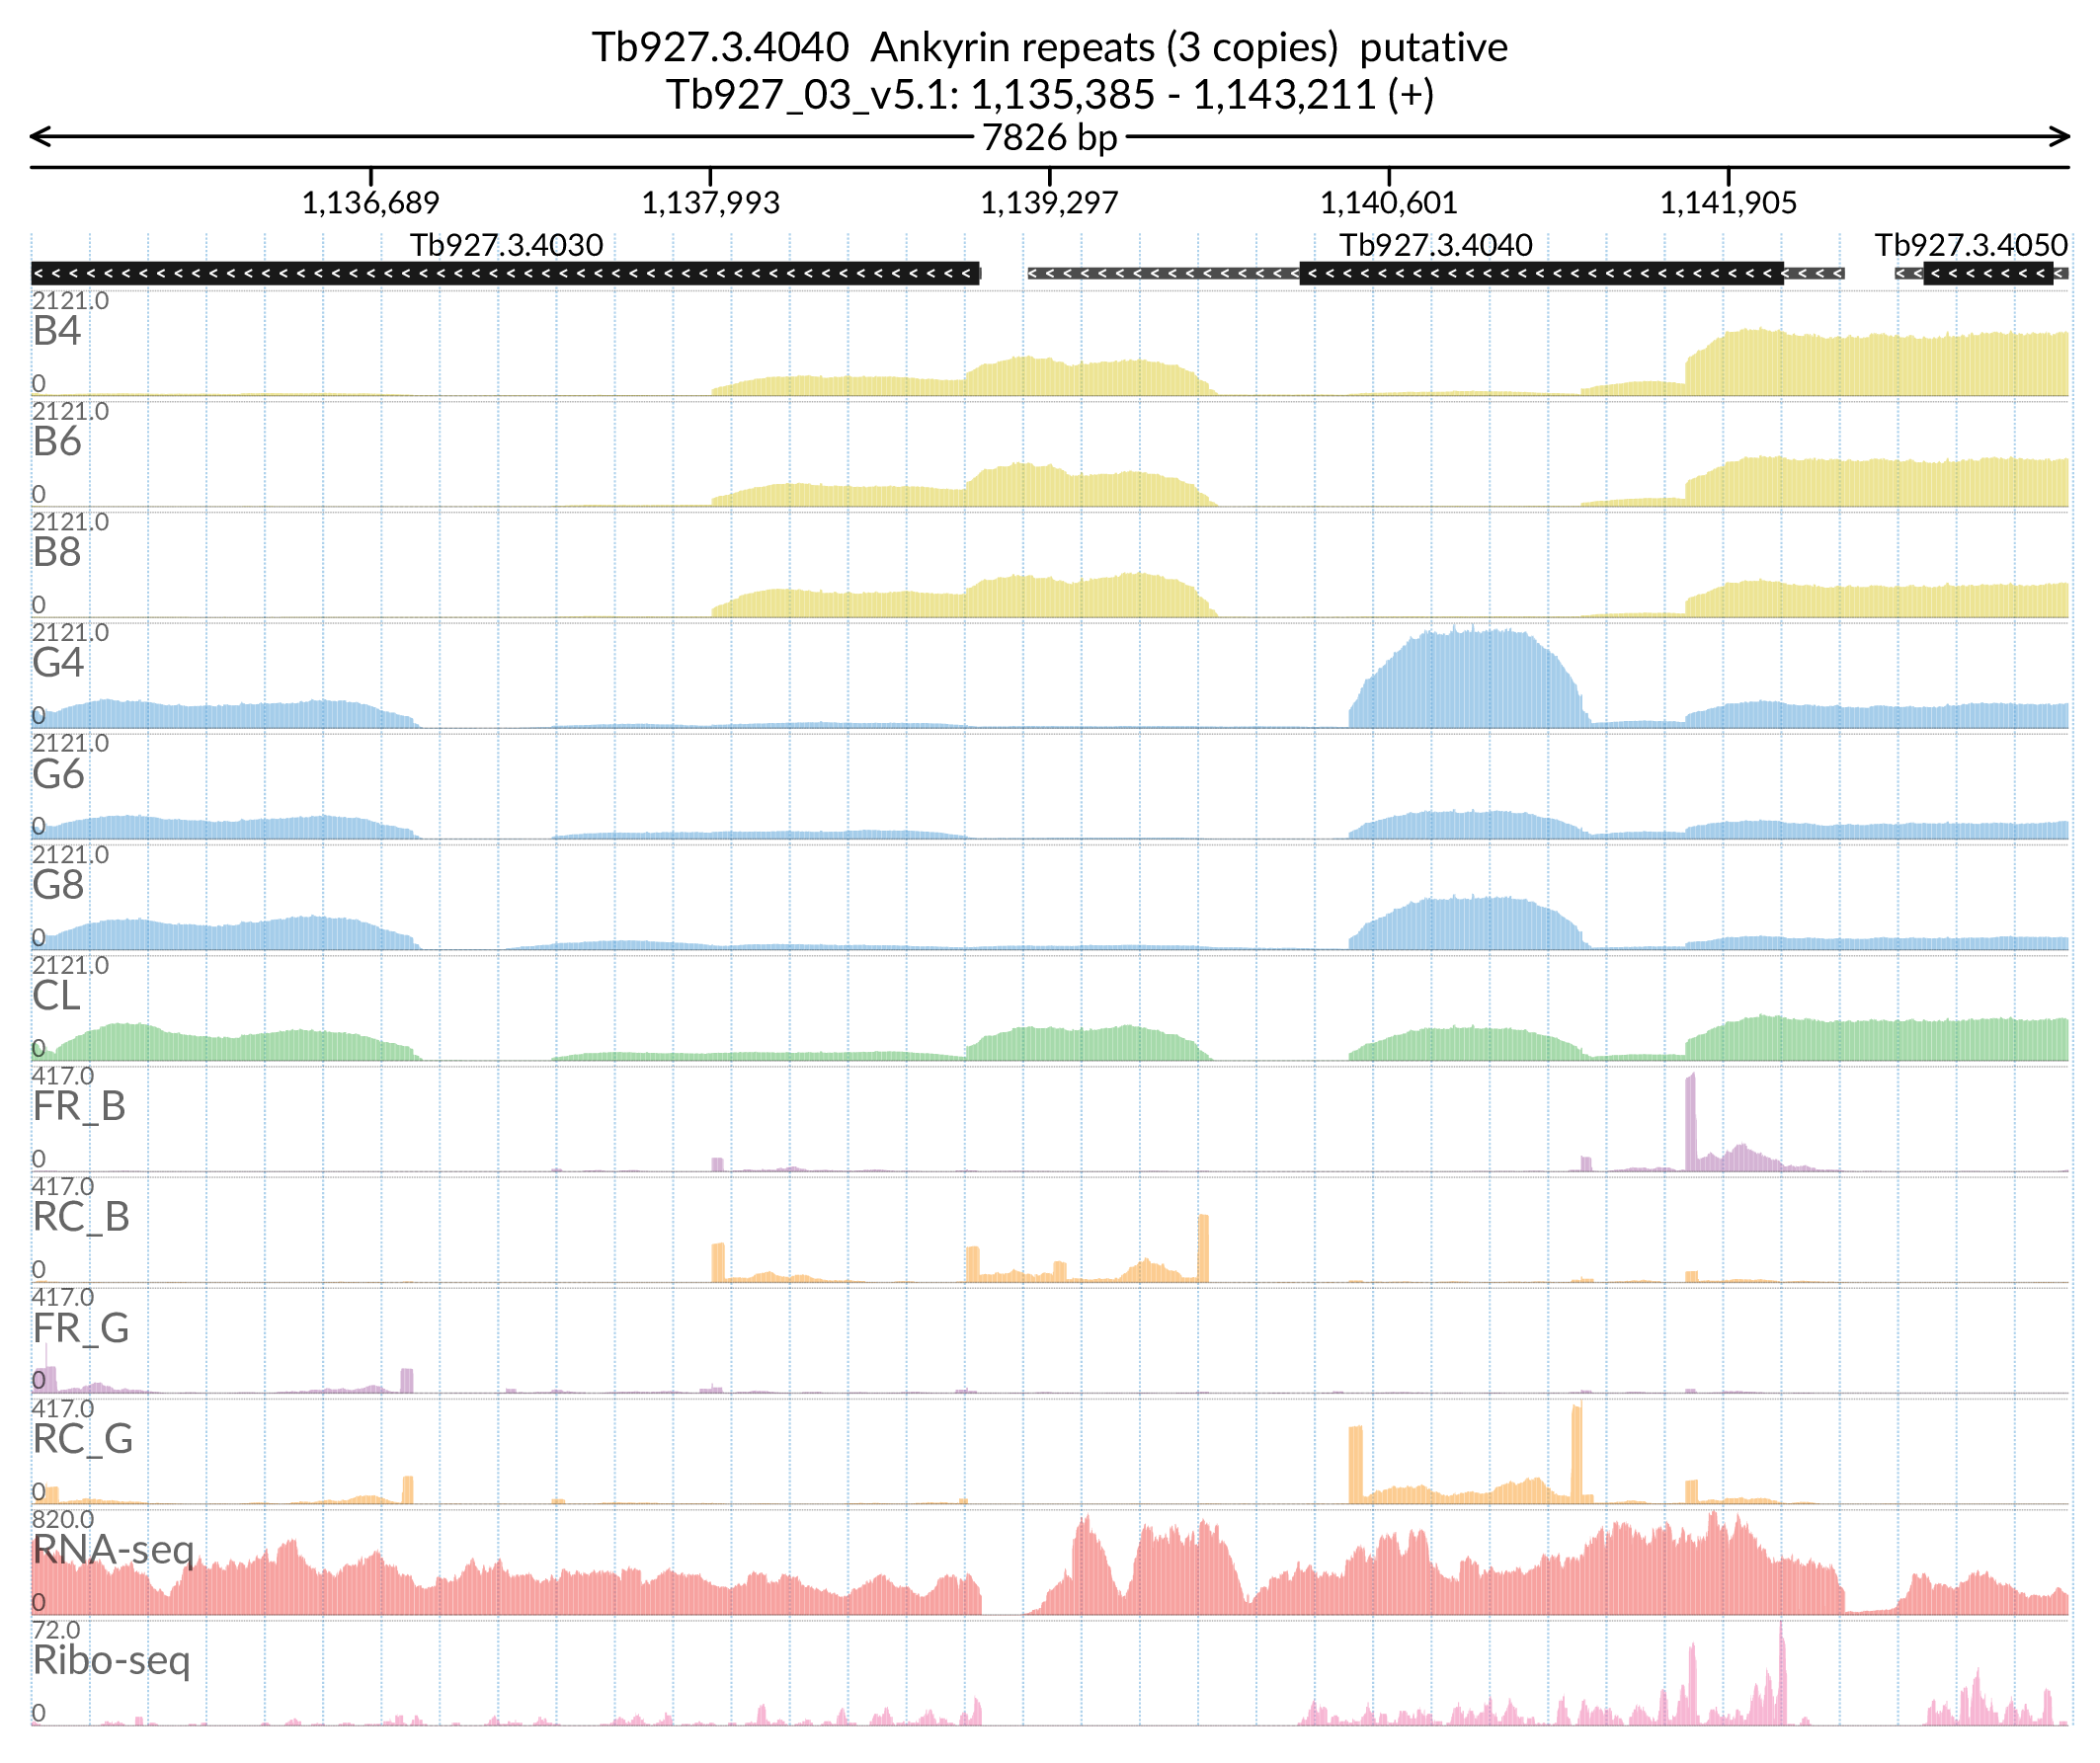 Tb927.3.4040 Ankyrin repeats (3 copies) putative
Tb927_03_v5.1: 1,135,385 - 1,143,211 (+)
7826 bp
1,136,689 1,137,993 1,139,297 1,140,601 1,141,905
Tb927.3.4030 Tb927.3.4040 Tb927.3.4050
2121.0
B4
0
2121.0
B6
0
2121.0
B8
0
2121.0
G4
0
2121.0
G6
0
2121.0
G8
0
2121.0
CL
0
417.0
FR_B
0
417.0
RC_B
0
417.0
FR_G
0
417.0
RC_G
0
820.0
RNA-seq
0
72.0
Ribo-seq
0